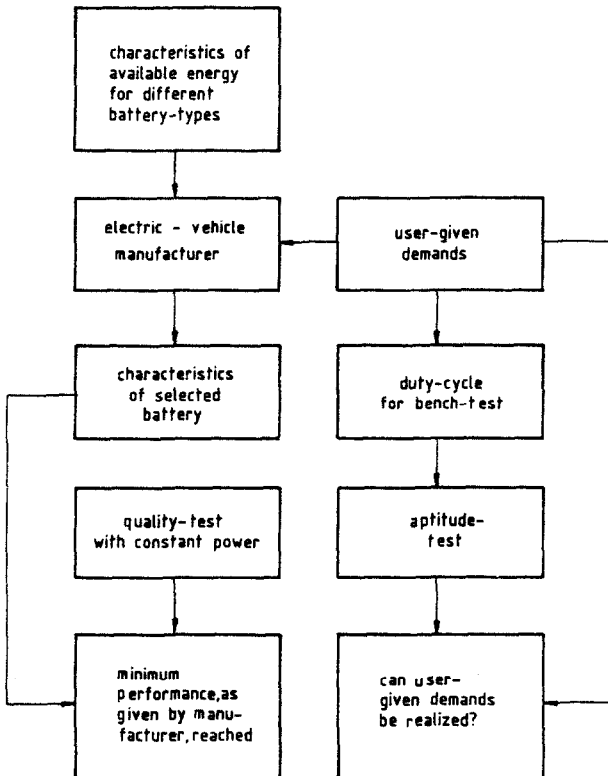 characteristics of
available energy
for different
battery-types
electric - vehicle
manufacturer
user-given
demands
characteristics
of selected
battery
duty-cycle
for bench-test
quality-test
with constant power
aptitude-
test
minimum
performance, as
given by manu-
facturer, reached
can user-
given demands
be realized?